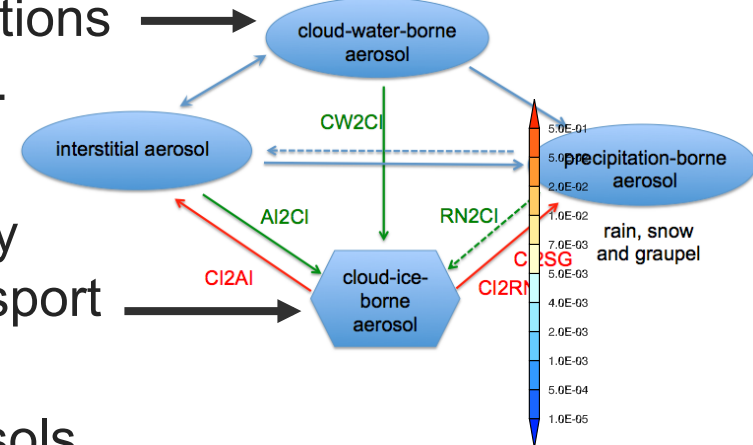 tions
cloud-water-borne
aerosol
CW2CI
interstitial aerosol
5.0E-01
precipitation-borne
aerosol
2.0E-02
1.0E-02
AI2CI
RN2CI
rain, snow
and graupel
y
7.0E-03
5.0E-03
CI2AI
cloud-ice-
borne
aerosol
sport
4.0E-03
2.0E-03
1.0E-03
5.0E-04
1.0E-05
sols